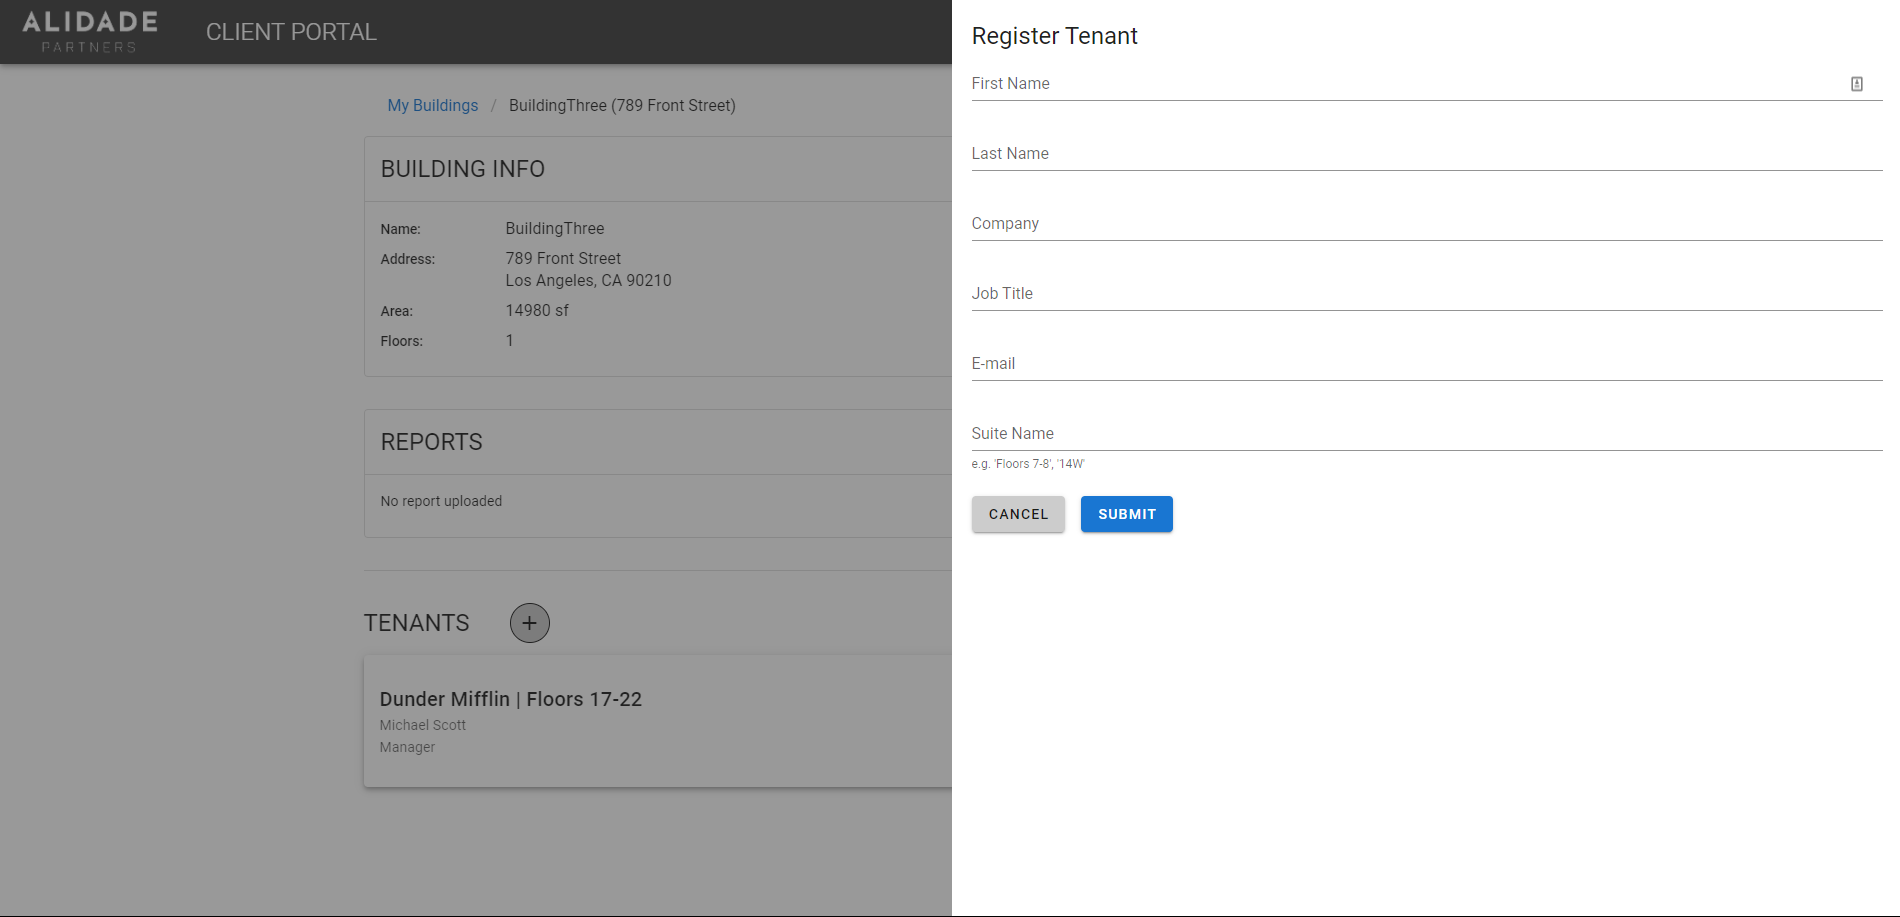 ALIDADE
PARTNERS
CLIENT PORTAL
My Buildings / BuildingThree (789 Front Street)
BUILDING INFO
Name: BuildingThree
Address: 789 Front Street
Los Angeles, CA 90210
Area: 14980 sf
Floors: 1
REPORTS
No report uploaded
TENANTS +
Dunder Mifflin | Floors 17-22
Michael Scott
Manager
Register Tenant
First Name
Last Name
Company
Job Title
E-mail
Suite Name
e.g. 'Floors 7-8', '14W'
CANCEL SUBMIT